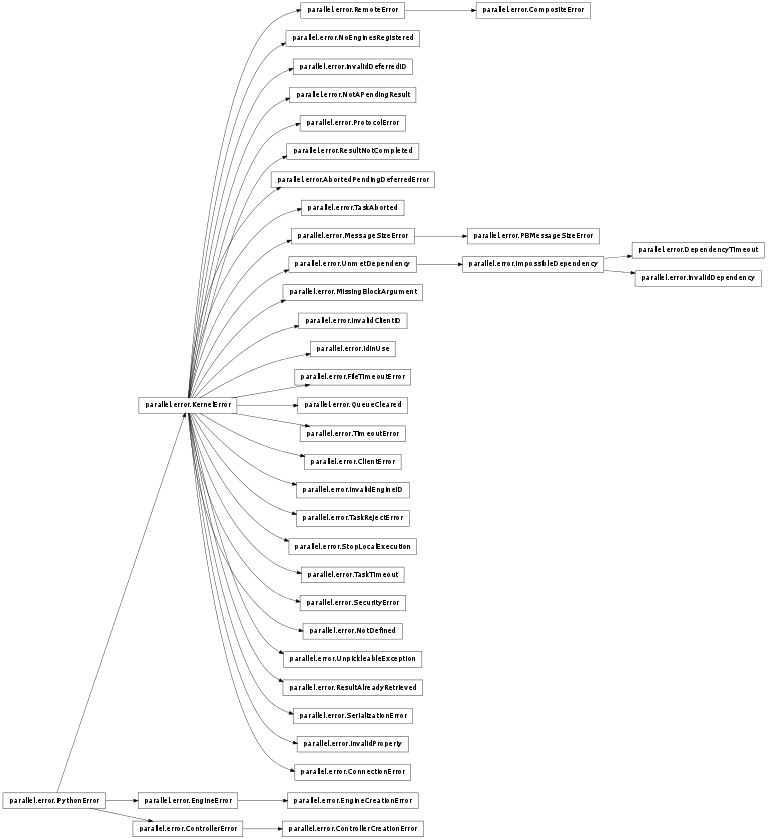 parallel.error.RemoteError
parallel.error.CompositeError
parallel.error.NoEnginesRegistered
parallel.error.InvalidDeferredID
parallel.error.NotAPendingResult
parallel.error.ProtocolError
parallel.error.ResultNotCompleted
parallel.error.AbortedPendingDeferredError
parallel.error.TaskAborted
parallel.error.MessageSizeError
parallel.error.PBMessageSizeError
parallel.error.DependencyTimeout
parallel.error.UnmetDependency
parallel.error.ImpossibleDependency
parallel.error.InvalidDependency
parallel.error.MissingBlockArgument
parallel.error.InvalidClientID
parallel.error.IdInUse
parallel.error.FileTimeoutError
parallel.error.KernelError
parallel.error.QueueCleared
parallel.error.TimeoutError
parallel.error.ClientError
parallel.error.InvalidEngineID
parallel.error.TaskRejectError
parallel.error.StopLocalExecution
parallel.error.TaskTimeout
parallel.error.SecurityError
parallel.error.NotDefined
parallel.error.UnpickleableException
parallel.error.ResultAlreadyRetrieved
parallel.error.SerializationError
parallel.error.InvalidProperty
parallel.error.ConnectionError
parallel.error.IPythonError
parallel.error.EngineError
parallel.error.EngineCreationError
parallel.error.ControllerError
parallel.error.ControllerCreationError